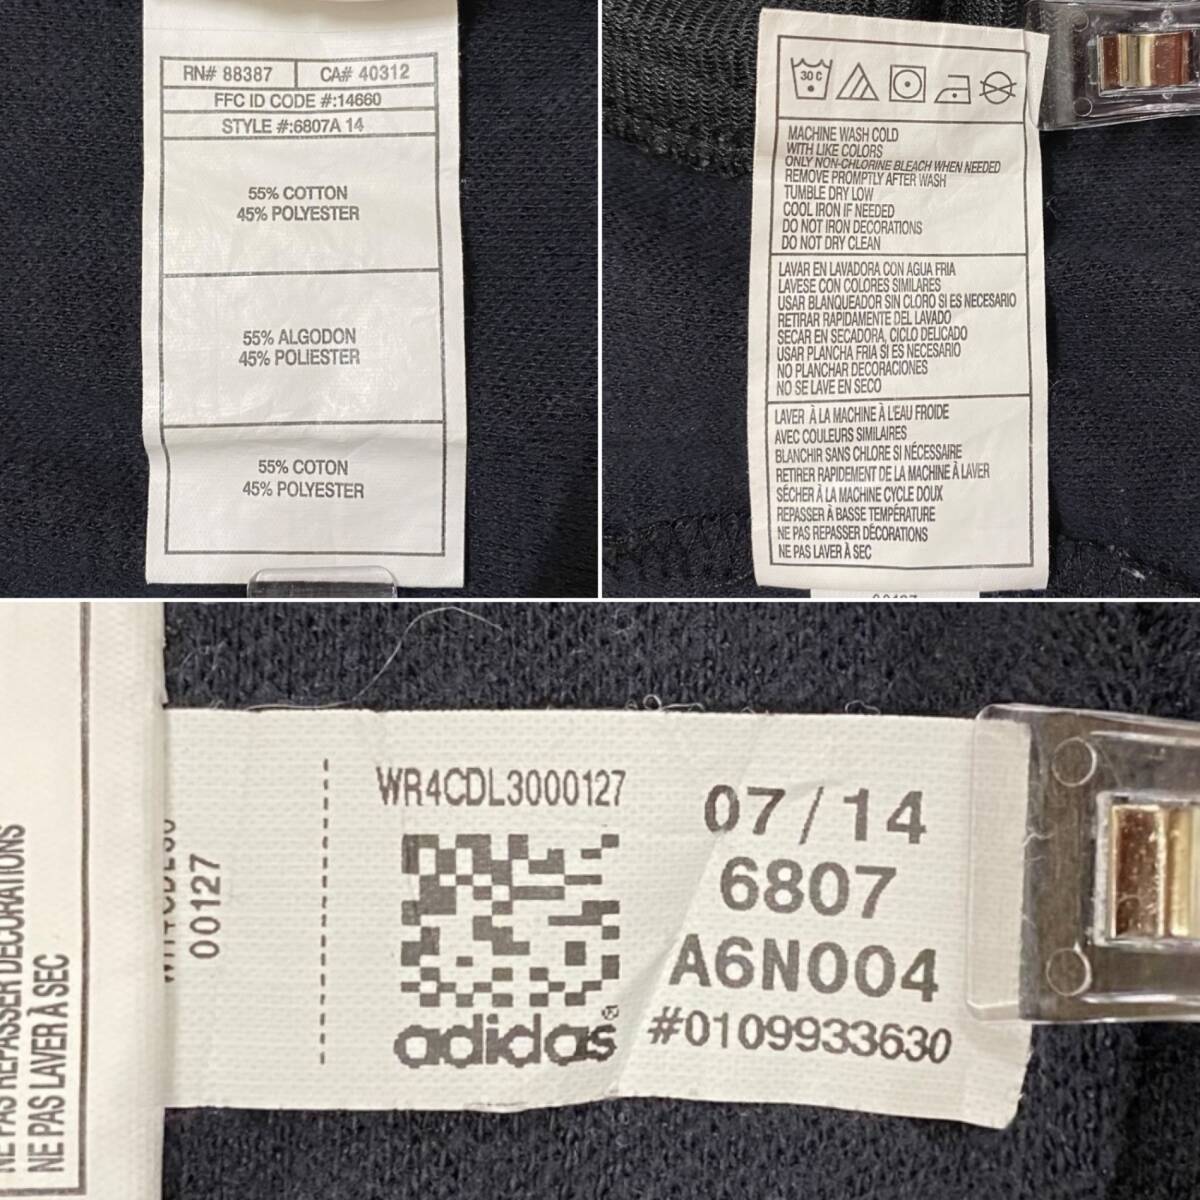 RN# 88387 CA# 40312
FFC ID CODE #:14660
STYLE #:6807A 14
55% COTTON
45% POLYESTER
55% ALGODON
45% POLIESTER
55% COTON
45% POLYESTER
30 C
MACHINE WASH COLD
WITH LIKE COLORS
ONLY NON-CHLORINE BLEACH WHEN NEEDED
REMOVE PROMPTLY AFTER WASH
TUMBLE DRY LOW
COOL IRON IF NEEDED
DO NOT IRON DECORATIONS
DO NOT DRY CLEAN
LAVAR EN LAVADORA CON AGUA FRIA
LAVESE CON COLORES SIMILARES
USAR BLANQUEADOR SIN CLORO SI ES NECESARIO
RETIRAR RAPIDAMENTE DEL LAVADO
SECAR EN SECADORA, CICLO DELICADO
USAR PLANCHA FRIA SI ES NECESARIO
NO PLANCHAR DECORACIONES
NO SE LAVE EN SECO
LAVER À LA MACHINE À L'EAU FROIDE
AVEC COULEURS SIMILAIRES
BLANCHIR SANS CHLORE SI NÉCESSAIRE
RETIRER RAPIDEMENT DE LA MACHINE À LAVER
SÉCHER À LA MACHINE CYCLE DOUX
REPASSER À BASSE TEMPÉRATURE
NE PAS REPASSER DÉCORATIONS
NE PAS LAVER À SEC
NE PAS REPASSER DÉCORATIONS
NE PAS LAVER À SEC
00127
WR4CDL3000127
adidas®
07/14
6807
A6N004
#0109933630